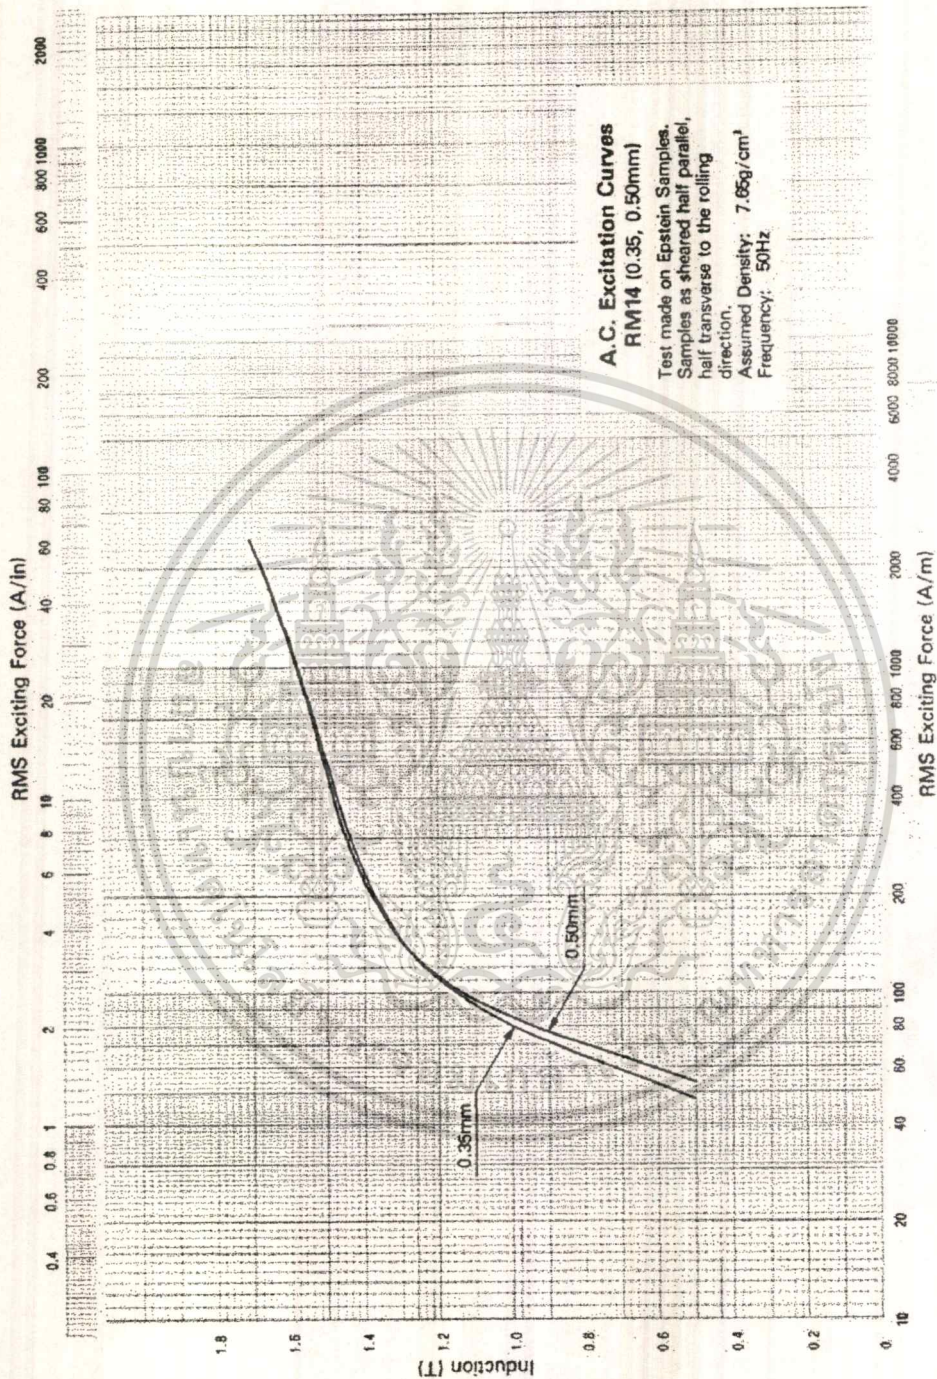 RMS Exciting Force (A/in)
0.4 0.6 0.8 1 2 4 6 8 10 20 40 60 80 100 200 400 600 800 1000 2000
A.C. Excitation Curves
RM14 (0.35, 0.50mm)
Test made on Epstein Samples.
Samples as sheared half parallel,
half transverse to the rolling
direction.
Assumed Density: 7.65g/cm³
Frequency: 50Hz
0.35mm
0.50mm
Induction (T)
1.8
1.6
1.4
1.2
1.0
0.8
0.6
0.4
0.2
0
10 20 40 60 80 100 200 400 600 800 1000 2000 4000 6000 8000 10000
RMS Exciting Force (A/m)